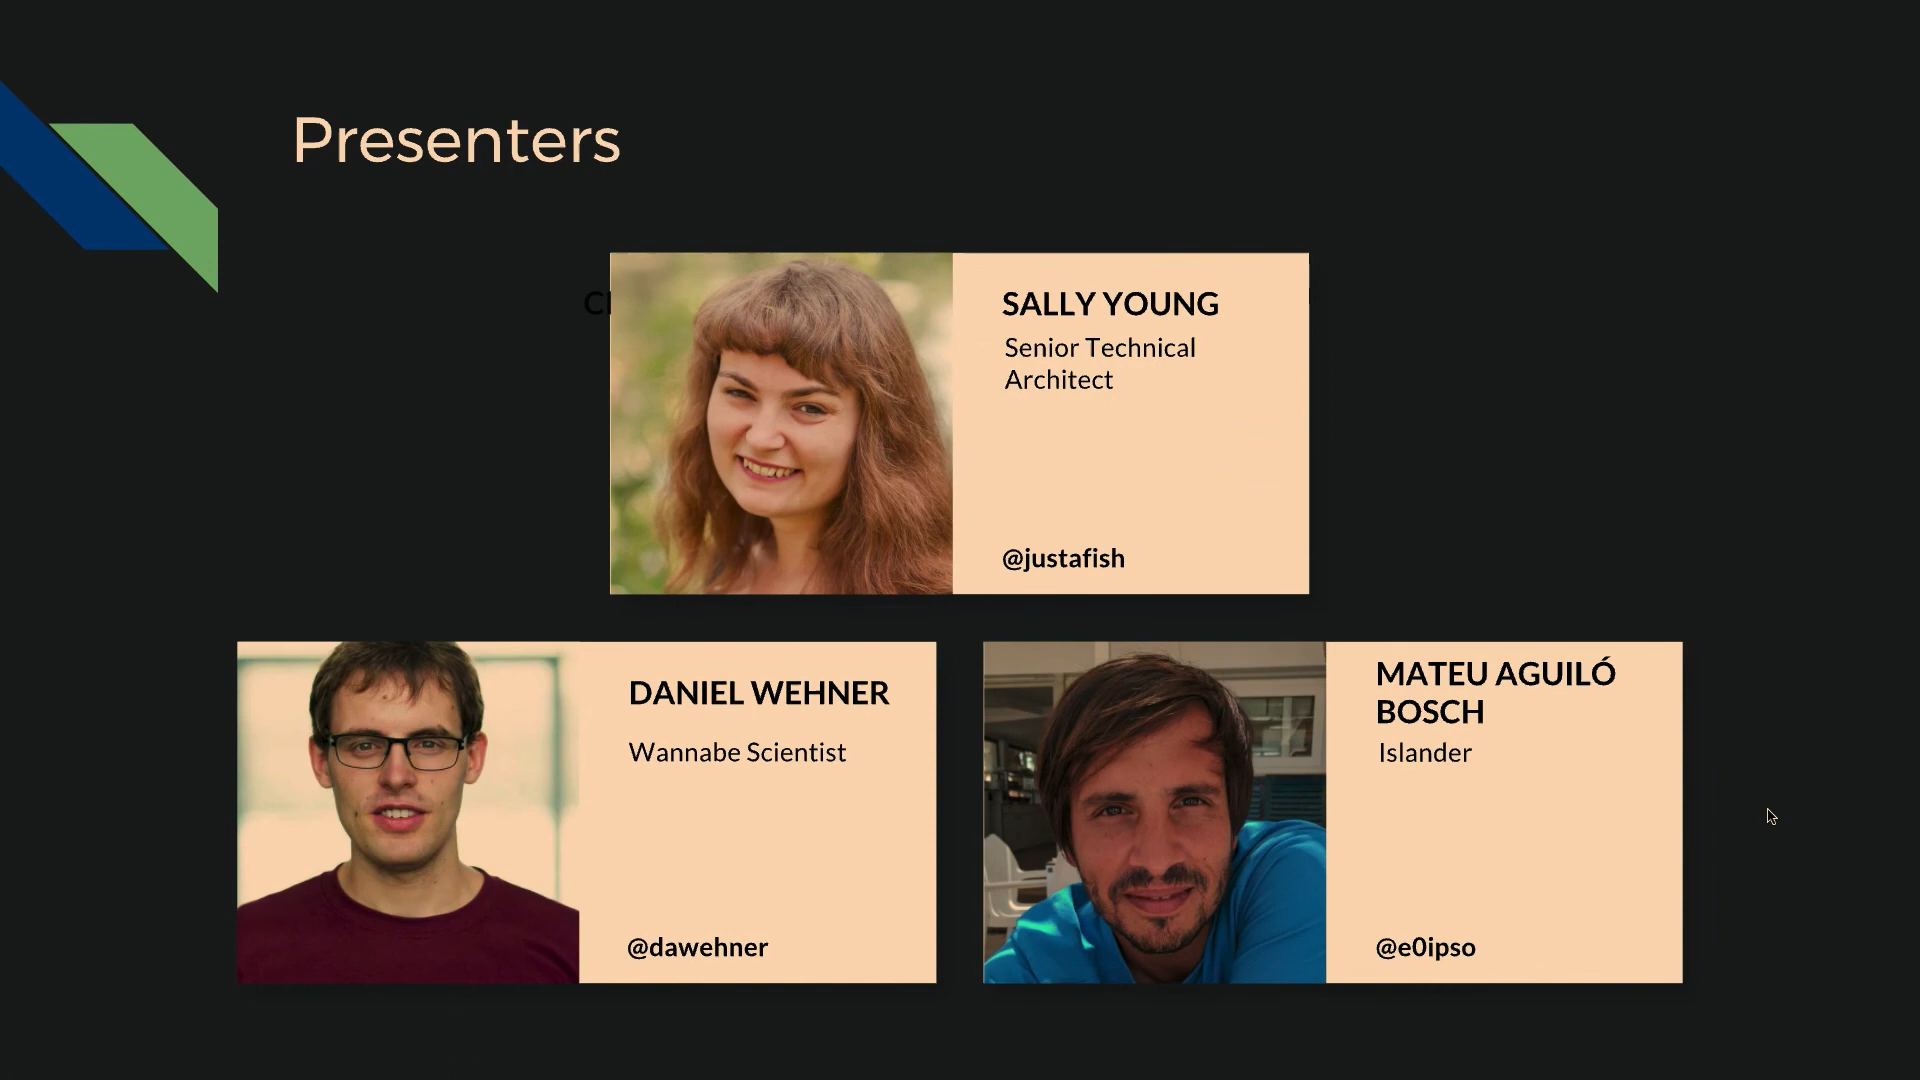 Presenters
SALLY YOUNG
Senior Technical
Architect
@justafish
DANIEL WEHNER
Wannabe Scientist
@dawehner
MATEU AGUILÓ
BOSCH
Islander
@e0ipso